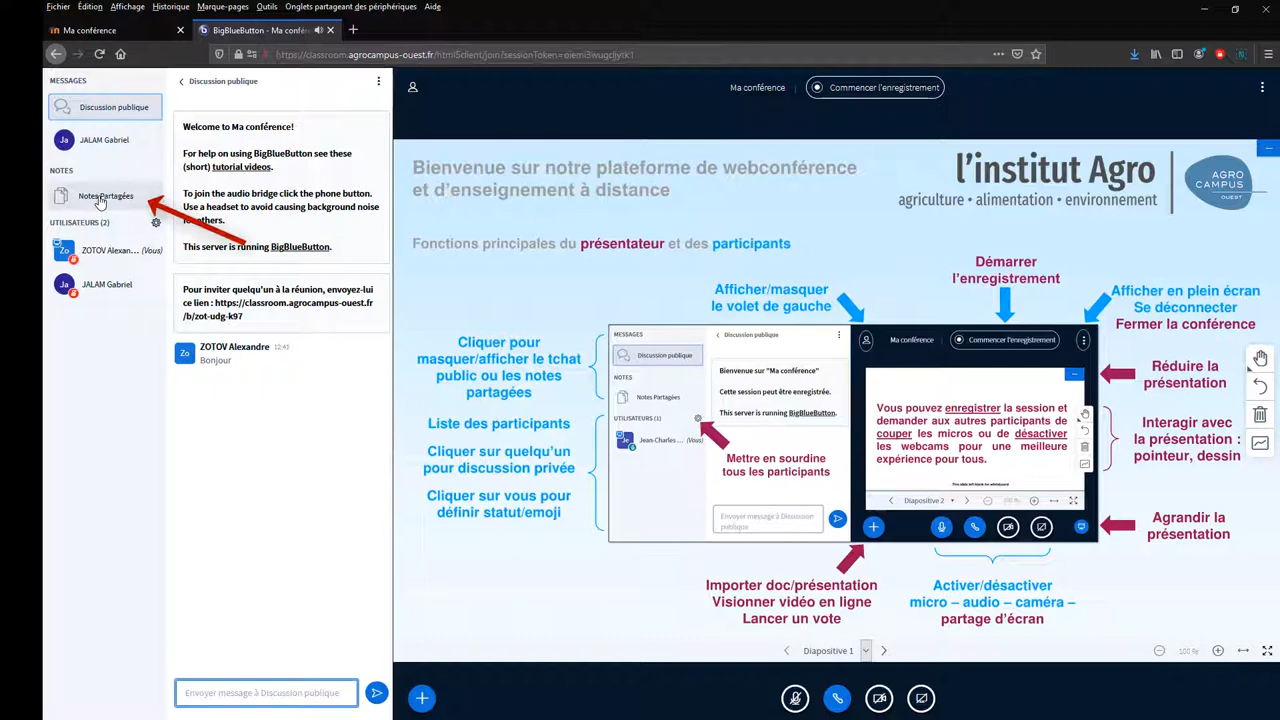 Fichier Édition Affichage Historique Marque-pages Outils Onglets partageant des périphériques Aide
Ma conférence
BigBlueButton - Ma confé
https://classroom.agrocampus-ouest.fr/html5client/join?sessionToken=oiemi3wugcjlytk1
MESSAGES
Discussion publique
JALAM Gabriel
NOTES
Notes Partagées
UTILISATEURS (2)
Zo
ZOTOV Alexan... (Vous)
Ja
JALAM Gabriel
Discussion publique
Welcome to Ma conférence!
For help on using BigBlueButton see these
(short) tutorial videos.
To join the audio bridge click the phone button.
Use a headset to avoid causing background noise
others.
This server is running BigBlueButton.
Pour inviter quelqu'un à la réunion, envoyez-lui
ce lien : https://classroom.agrocampus-ouest.fr
/b/zot-udg-k97
Zo
ZOTOV Alexandre 12:43
Bonjour
Envoyer message à Discussion publique
Ma conférence
Commencer l'enregistrement
Bienvenue sur notre plateforme de webconférence
et d'enseignement à distance
l'institut Agro
agriculture • alimentation • environnement
AGRO
CAMPUS
OUEST
Fonctions principales du présentateur et des participants
Démarrer
l'enregistrement
Afficher/masquer
le volet de gauche
Afficher en plein écran
Se déconnecter
Fermer la conférence
Cliquer pour
masquer/afficher le tchat
public ou les notes
partagées
Liste des participants
Cliquer sur quelqu'un
pour discussion privée
Cliquer sur vous pour
définir statut/emoji
MESSAGES
Discussion publique
NOTES
Notes Partagées
UTILISATEURS (1)
Je
Jean-Charles ... (Vous)
Discussion publique
Bienvenue sur "Ma conférence"
Cette session peut être enregistrée.
This server is running BigBlueButton.
Mettre en sourdine
tous les participants
Envoyer message à Discussion
publique
Ma conférence
Commencer l'enregistrement
Vous pouvez enregistrer la session et
demander aux autres participants de
couper les micros ou de désactiver
les webcams pour une meilleure
expérience pour tous.
This slide left blank for whiteboard
Diapositive 2
100 %
Réduire la
présentation
Interagir avec
la présentation :
pointeur, dessin
Agrandir la
présentation
Importer doc/présentation
Visionner vidéo en ligne
Lancer un vote
Activer/désactiver
micro – audio – caméra –
partage d'écran
Diapositive 1
100 %